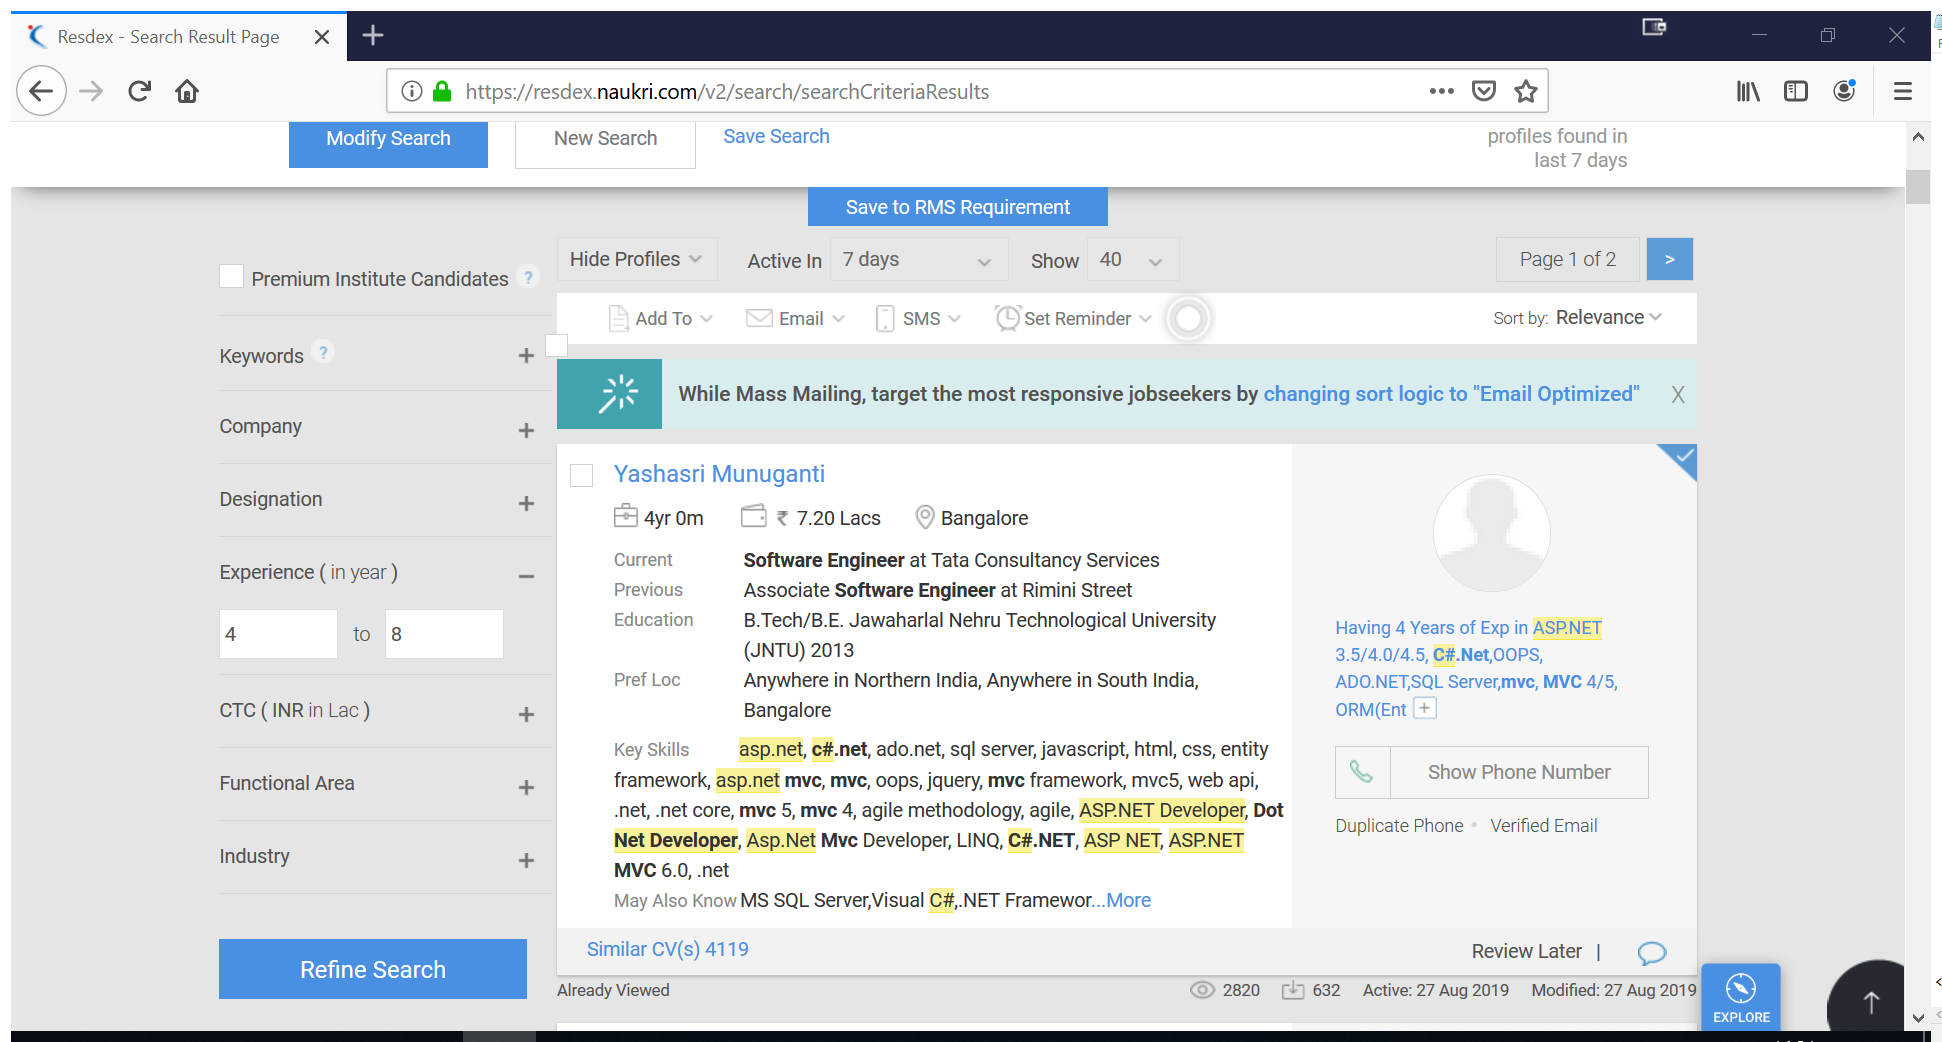 Resdex - Search Result Page
https://resdex.naukri.com/v2/search/searchCriteriaResults
Modify Search
New Search
Save Search
profiles found in
last 7 days
Save to RMS Requirement
Hide Profiles
Active In
7 days
Show
40
Page 1 of 2
>
Premium Institute Candidates ?
Add To
Email
SMS
Set Reminder
Sort by: Relevance
Keywords ?
While Mass Mailing, target the most responsive jobseekers by changing sort logic to "Email Optimized"
X
Company
Designation
Experience ( in year )
4 to 8
CTC ( INR in Lac )
Functional Area
Industry
Refine Search
Yashasri Munuganti
4yr 0m
₹ 7.20 Lacs
Bangalore
Current Software Engineer at Tata Consultancy Services
Previous Associate Software Engineer at Rimini Street
Education B.Tech/B.E. Jawaharlal Nehru Technological University
(JNTU) 2013
Pref Loc Anywhere in Northern India, Anywhere in South India,
Bangalore
Key Skills asp.net, c#.net, ado.net, sql server, javascript, html, css, entity
framework, asp.net mvc, mvc, oops, jquery, mvc framework, mvc5, web api,
.net, .net core, mvc 5, mvc 4, agile methodology, agile, ASP.NET Developer, Dot
Net Developer, Asp.Net Mvc Developer, LINQ, C#.NET, ASP NET, ASP.NET
MVC 6.0, .net
May Also Know MS SQL Server,Visual C#,.NET Framewor...More
Having 4 Years of Exp in ASP.NET
3.5/4.0/4.5, C#.Net,OOPS,
ADO.NET,SQL Server,mvc, MVC 4/5,
ORM(Ent
Show Phone Number
Duplicate Phone • Verified Email
Similar CV(s) 4119
Review Later |
Already Viewed
2820
632
Active: 27 Aug 2019
Modified: 27 Aug 2019
EXPLORE